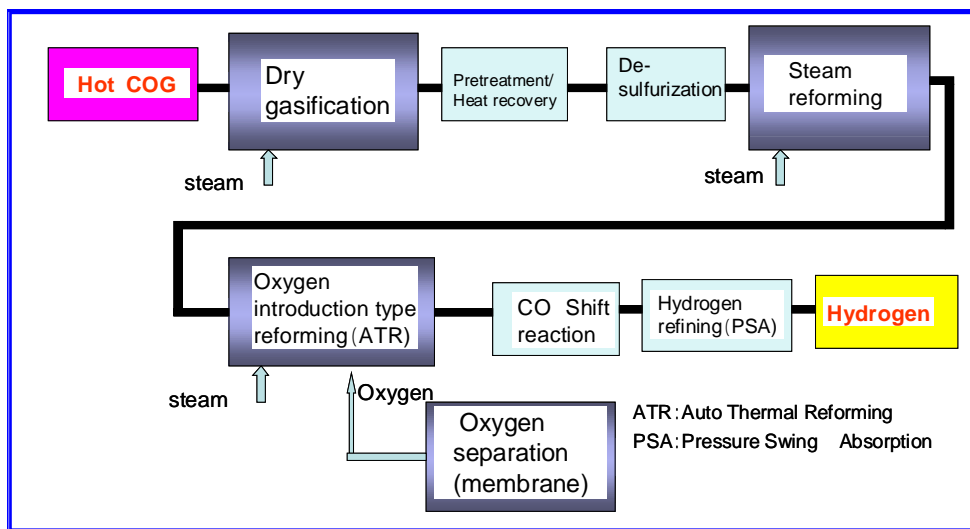 Hot COG
Dry
gasification
Pretreatment/
Heat recovery
De-
sulfurization
Steam
reforming
steam
steam
Oxygen
introduction type
reforming(ATR)
CO Shift
reaction
Hydrogen
refining(PSA)
Hydrogen
steam
Oxygen
Oxygen
separation
(membrane)
ATR:Auto Thermal Reforming
PSA:Pressure Swing Absorption